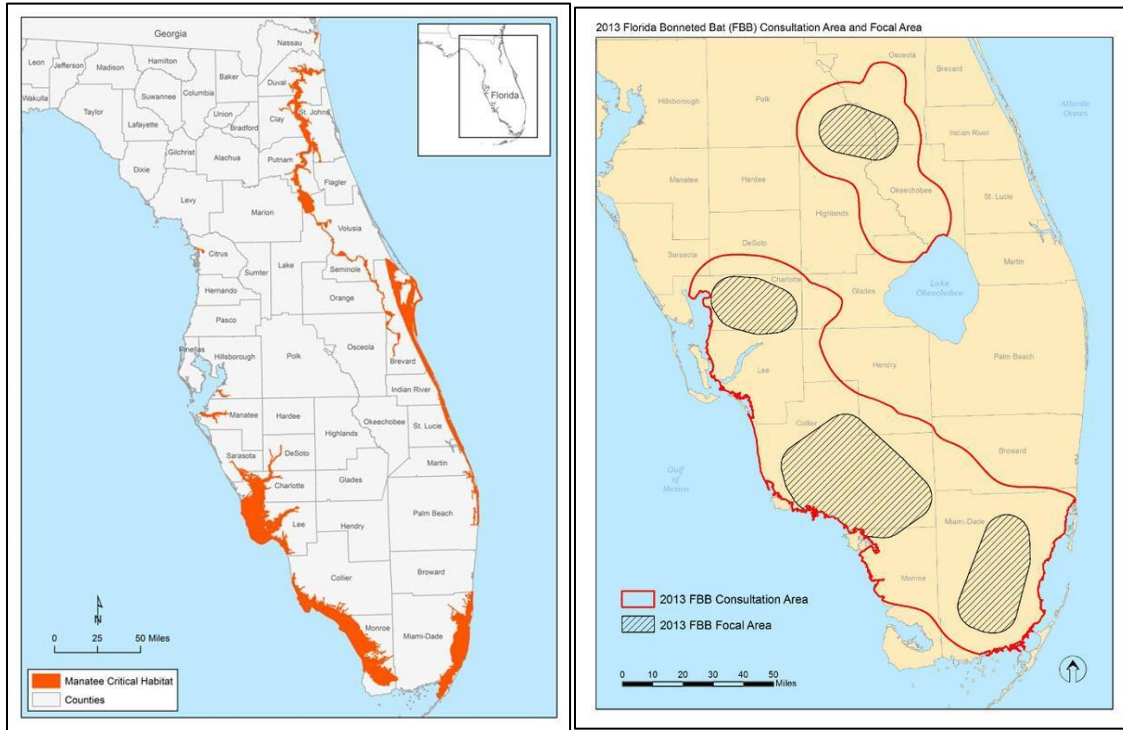 Georgia
Nassau
Leon
Jefferson
Madison
Hamilton
Baker
Duval
Wakulla
Taylor
Suwannee
Columbia
Union
Bradford
Clay
St. Johns
Lafayette
Gilchrist
Alachua
Putnam
Dixie
Flagler
Levy
Marion
Volusia
Citrus
Sumter
Lake
Seminole
Hernando
Orange
Pasco
Pinellas
Hillsborough
Polk
Osceola
Brevard
Indian River
Manatee
Hardee
Highlands
Okeechobee
St. Lucie
Sarasota
DeSoto
Martin
Charlotte
Glades
Lee
Hendry
Palm Beach
Collier
Broward
Monroe
Miami-Dade
Florida
N
0 25 50 Miles
Manatee Critical Habitat
Counties
2013 Florida Bonneted Bat (FBB) Consultation Area and Focal Area
Osceola
Brevard
Hillsborough
Polk
Atlantic
Ocean
Indian River
Manatee
Hardee
Okeechobee
St. Lucie
Highlands
DeSoto
Sarasota
Martin
Charlotte
Glades
Lake
Okeechobee
Lee
Hendry
Palm Beach
Collier
Broward
Gulf
of
Mexico
Miami-Dade
Monroe
2013 FBB Consultation Area
2013 FBB Focal Area
0 10 20 30 40 50
Miles